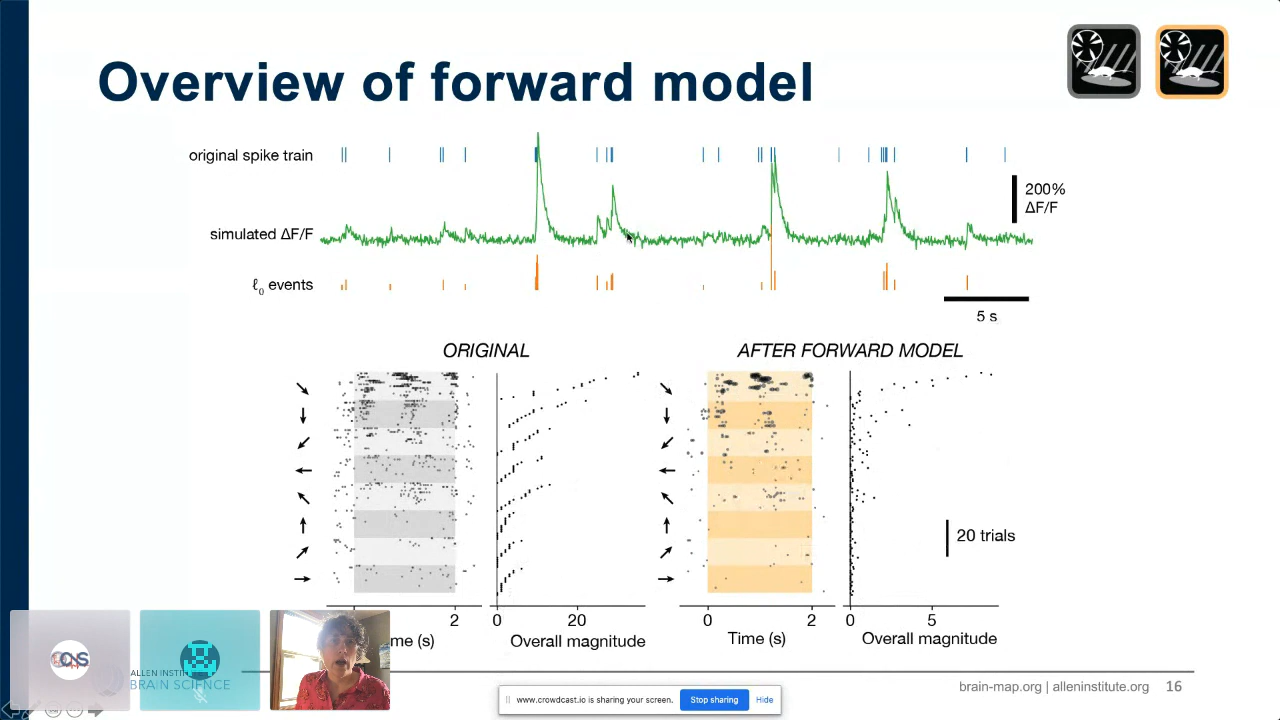 Overview of forward model
original spike train
200%
ΔF/F
simulated ΔF/F
ℓ0 events
5 s
ORIGINAL
AFTER FORWARD MODEL
20 trials
2
0
20
0
2
0
5
me (s)
Overall magnitude
Time (s)
Overall magnitude
ALLEN INSTIT
BRAIN SCIENCE
brain-map.org | alleninstitute.org
16
www.crowdcast.io is sharing your screen.
Stop sharing
Hide